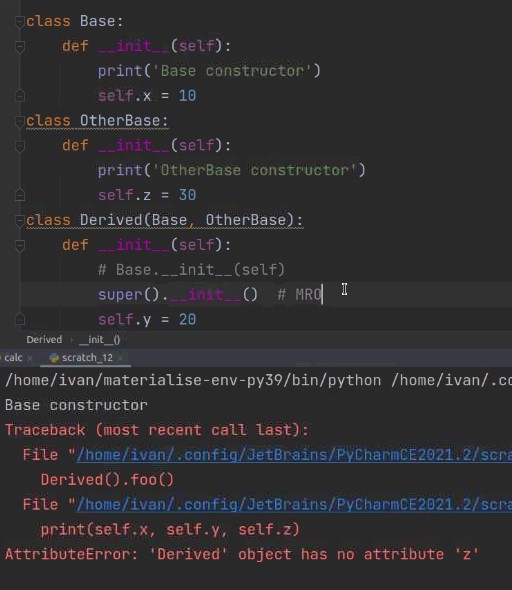 class Base:
    def __init__(self):
        print('Base constructor')
        self.x = 10
class OtherBase:
    def __init__(self):
        print('OtherBase constructor')
        self.z = 30
class Derived(Base, OtherBase):
    def __init__(self):
        # Base.__init__(self)
        super().__init__()  # MRO
        self.y = 20
Derived › __init__()
calc × scratch_12 ×
/home/ivan/materialise-env-py39/bin/python /home/ivan/.co
Base constructor
Traceback (most recent call last):
  File "/home/ivan/.config/JetBrains/PyCharmCE2021.2/scra
    Derived().foo()
  File "/home/ivan/.config/JetBrains/PyCharmCE2021.2/scra
    print(self.x, self.y, self.z)
AttributeError: 'Derived' object has no attribute 'z'